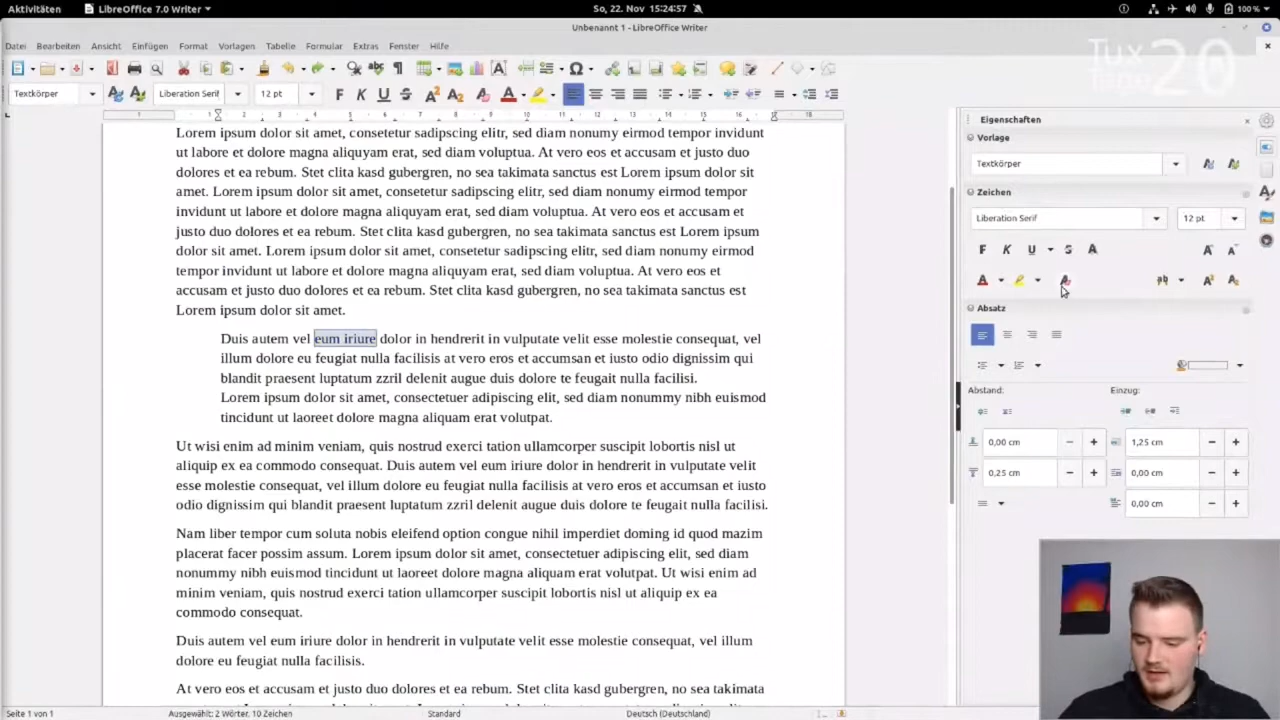 Aktivitäten
LibreOffice 7.0 Writer
So, 22. Nov 15:24:57
100 %
Unbenannt 1 - LibreOffice Writer
Datei Bearbeiten Ansicht Einfügen Format Vorlagen Tabelle Formular Extras Fenster Hilfe
Tux
Tage 20
Textkörper
Liberation Serif
12 pt
F K U S
1 1 2 3 4 5 6 7 8 9 10 11 12 13 14 15 16 17 18
Lorem ipsum dolor sit amet, consetetur sadipscing elitr, sed diam nonumy eirmod tempor invidunt
ut labore et dolore magna aliquyam erat, sed diam voluptua. At vero eos et accusam et justo duo
dolores et ea rebum. Stet clita kasd gubergren, no sea takimata sanctus est Lorem ipsum dolor sit
amet. Lorem ipsum dolor sit amet, consetetur sadipscing elitr, sed diam nonumy eirmod tempor
invidunt ut labore et dolore magna aliquyam erat, sed diam voluptua. At vero eos et accusam et
justo duo dolores et ea rebum. Stet clita kasd gubergren, no sea takimata sanctus est Lorem ipsum
dolor sit amet. Lorem ipsum dolor sit amet, consetetur sadipscing elitr, sed diam nonumy eirmod
tempor invidunt ut labore et dolore magna aliquyam erat, sed diam voluptua. At vero eos et
accusam et justo duo dolores et ea rebum. Stet clita kasd gubergren, no sea takimata sanctus est
Lorem ipsum dolor sit amet.
Duis autem vel eum iriure dolor in hendrerit in vulputate velit esse molestie consequat, vel
illum dolore eu feugiat nulla facilisis at vero eros et accumsan et iusto odio dignissim qui
blandit praesent luptatum zzril delenit augue duis dolore te feugait nulla facilisi.
Lorem ipsum dolor sit amet, consectetuer adipiscing elit, sed diam nonummy nibh euismod
tincidunt ut laoreet dolore magna aliquam erat volutpat.
Ut wisi enim ad minim veniam, quis nostrud exerci tation ullamcorper suscipit lobortis nisl ut
aliquip ex ea commodo consequat. Duis autem vel eum iriure dolor in hendrerit in vulputate velit
esse molestie consequat, vel illum dolore eu feugiat nulla facilisis at vero eros et accumsan et iusto
odio dignissim qui blandit praesent luptatum zzril delenit augue duis dolore te feugait nulla facilisi.
Nam liber tempor cum soluta nobis eleifend option congue nihil imperdiet doming id quod mazim
placerat facer possim assum. Lorem ipsum dolor sit amet, consectetuer adipiscing elit, sed diam
nonummy nibh euismod tincidunt ut laoreet dolore magna aliquam erat volutpat. Ut wisi enim ad
minim veniam, quis nostrud exerci tation ullamcorper suscipit lobortis nisl ut aliquip ex ea
commodo consequat.
Duis autem vel eum iriure dolor in hendrerit in vulputate velit esse molestie consequat, vel illum
dolore eu feugiat nulla facilisis.
At vero eos et accusam et justo duo dolores et ea rebum. Stet clita kasd gubergren, no sea takimata
Eigenschaften
Vorlage
Textkörper
Zeichen
Liberation Serif
12 pt
F K U S A
Absatz
Abstand:
Einzug:
0,00 cm
1,25 cm
0,25 cm
0,00 cm
0,00 cm
Seite 1 von 1
Ausgewählt: 2 Wörter, 10 Zeichen
Standard
Deutsch (Deutschland)